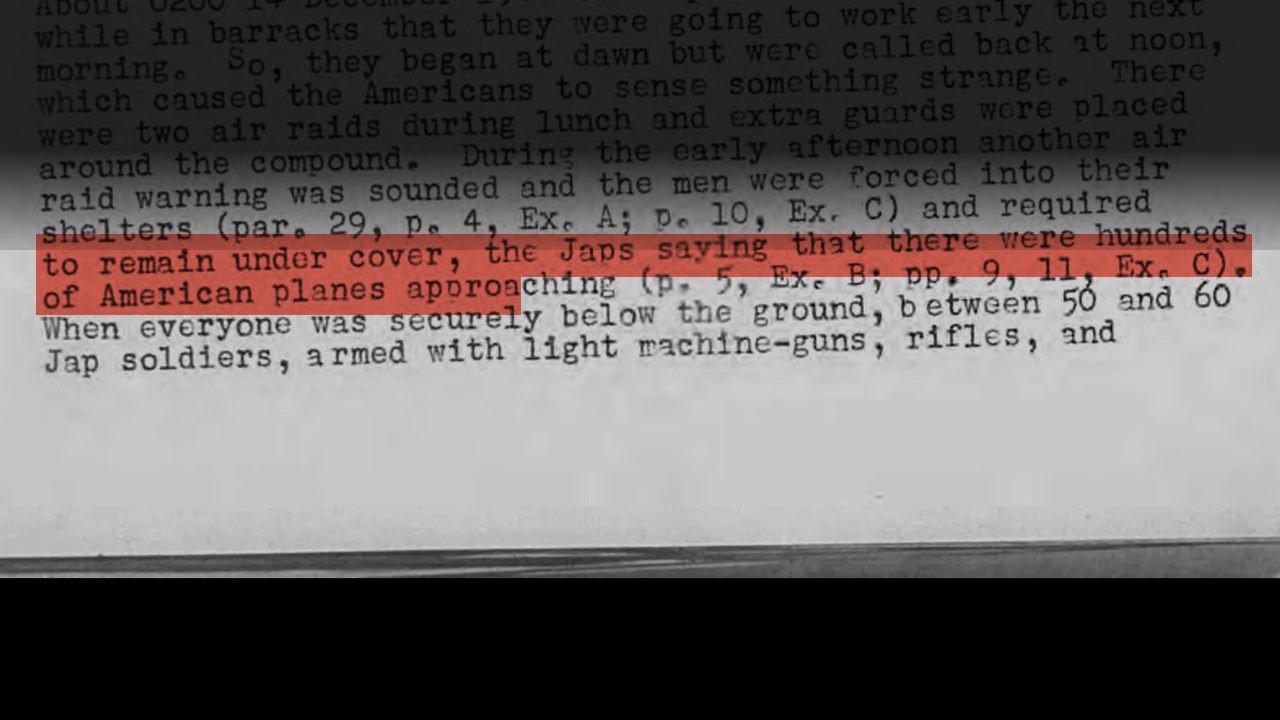 About 0200 14 December
while in barracks that they were going to work early the next
morning. So, they began at dawn but were called back at noon,
which caused the Americans to sense something strange. There
were two air raids during lunch and extra guards were placed
around the compound. During the early afternoon another air
raid warning was sounded and the men were forced into their
shelters (par. 29, p. 4, Ex. A; p. 10, Ex. C) and required
to remain under cover, the Japs saying that there were hundreds
of American planes approaching (p. 5, Ex. B; pp. 9, 11, Ex. C).
When everyone was securely below the ground, between 50 and 60
Jap soldiers, armed with light machine-guns, rifles, and